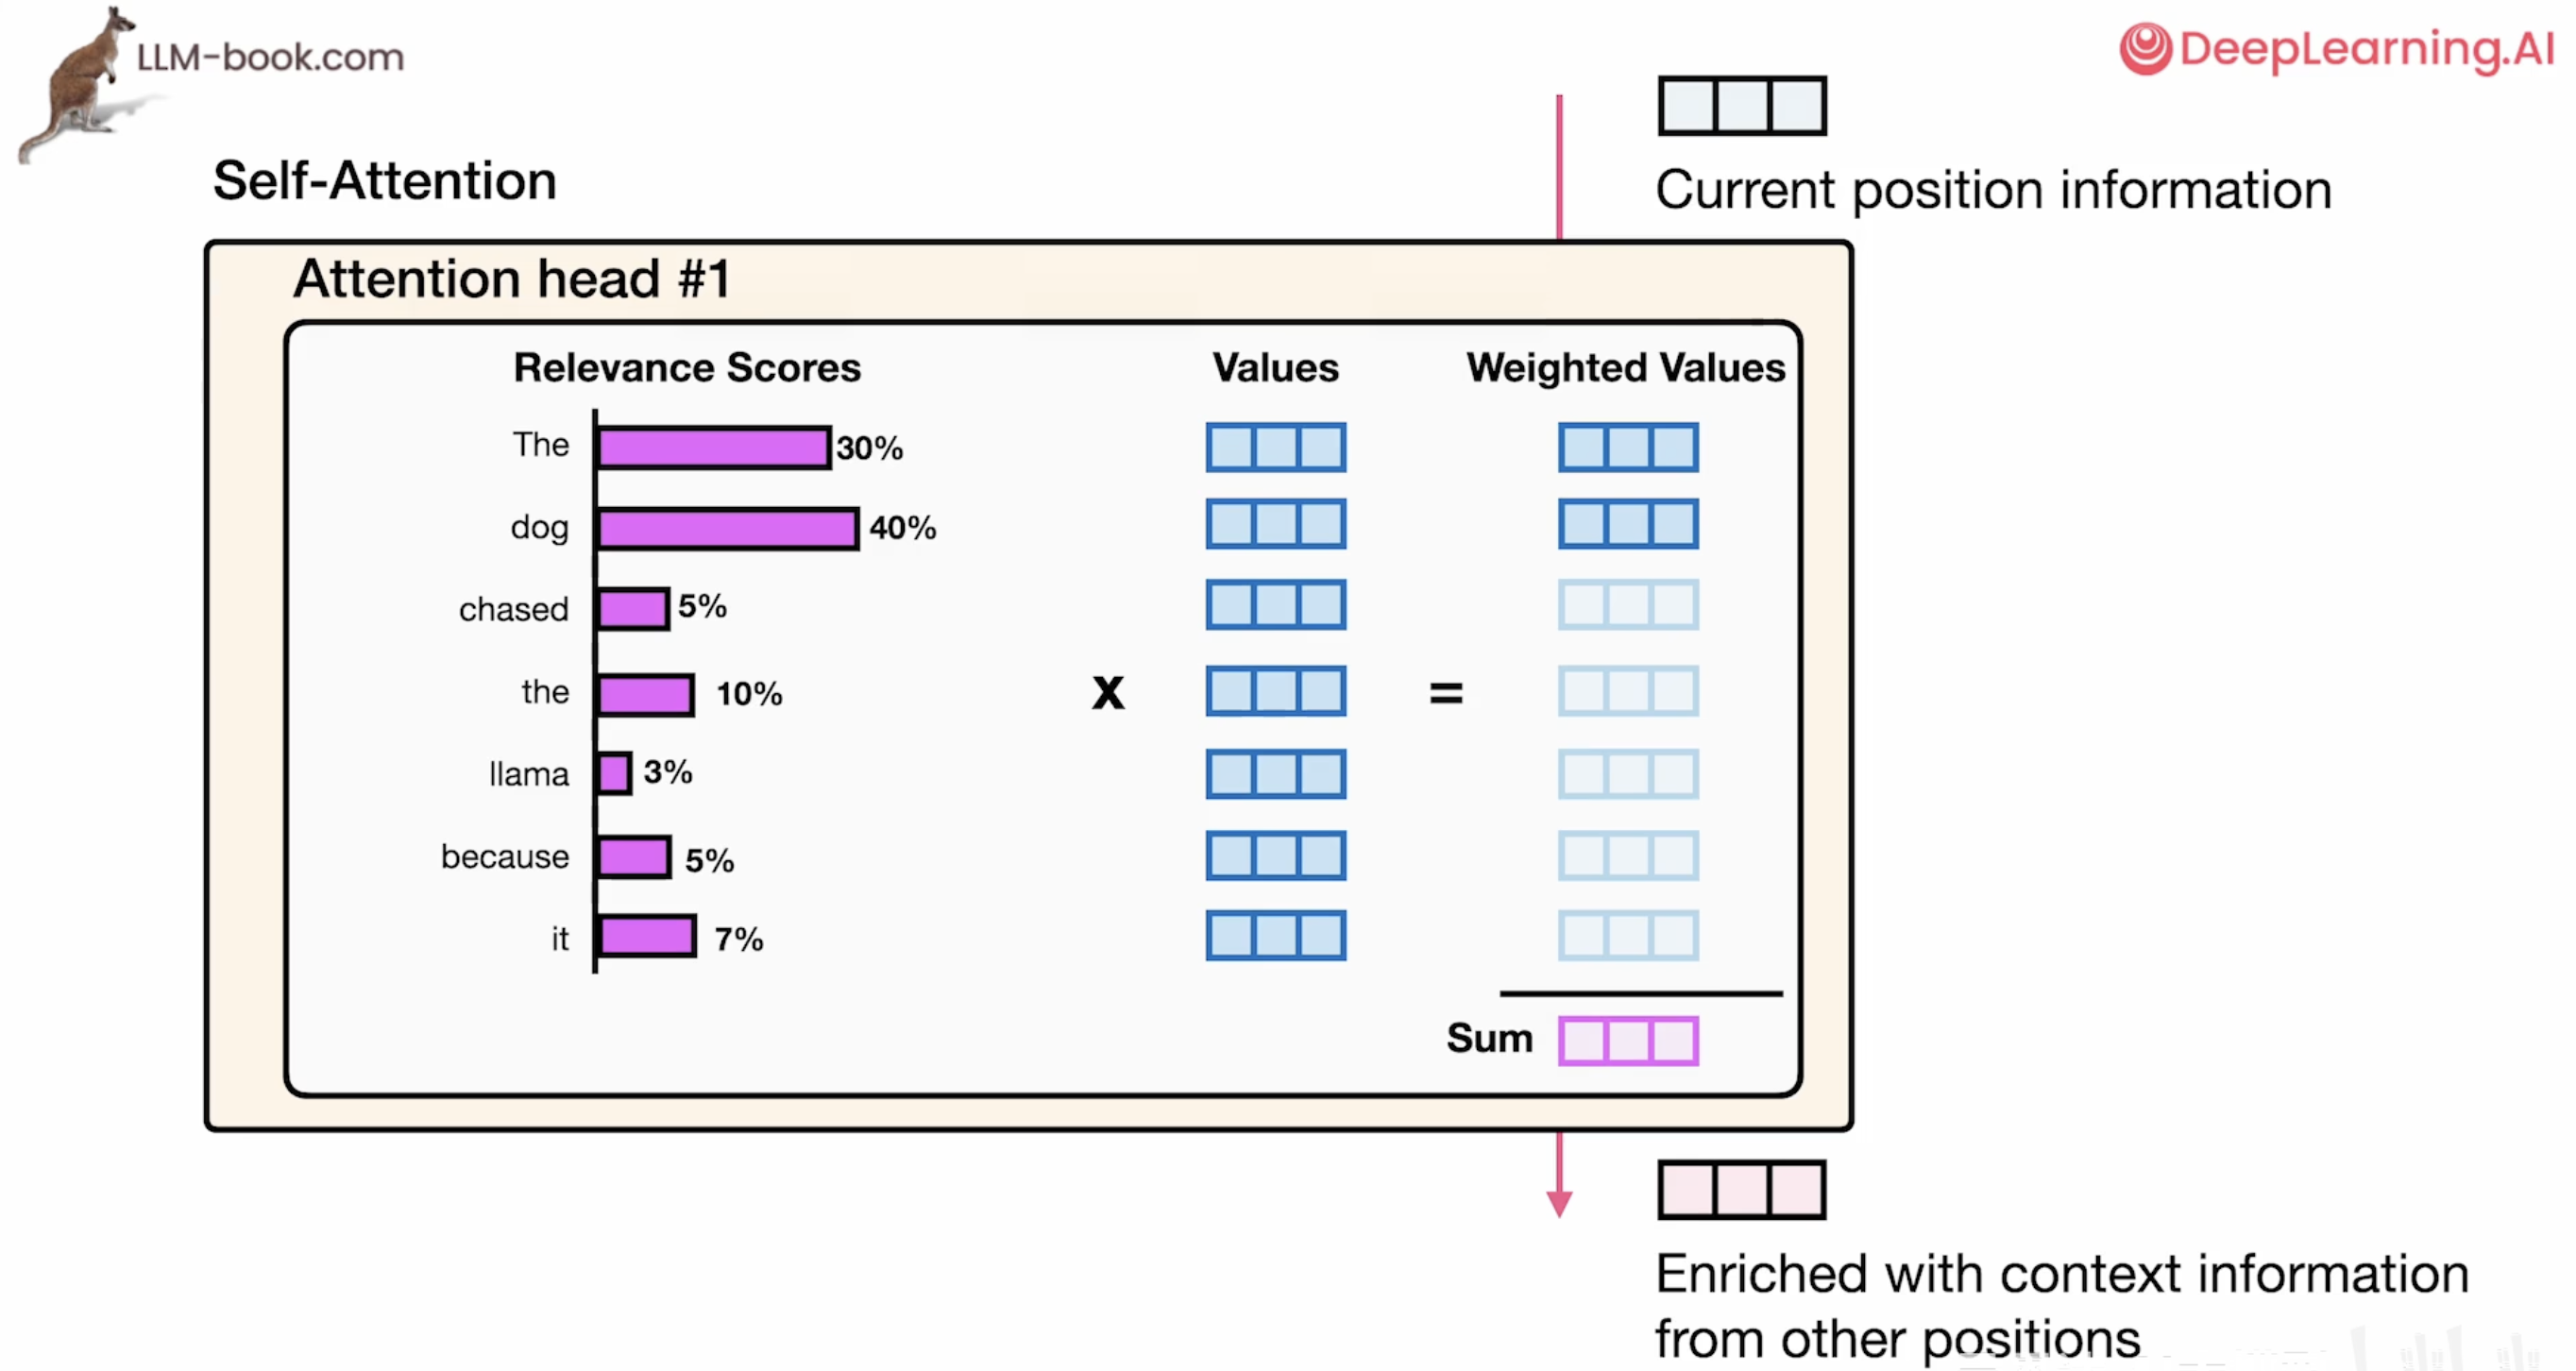 LLM-book.com
DeepLearning.AI
Current position information
Self-Attention
Attention head #1
Relevance Scores
Values
Weighted Values
The 30%
dog 40%
chased 5%
the 10%
x
=
llama 3%
because 5%
it 7%
Sum
Enriched with context information
from other positions